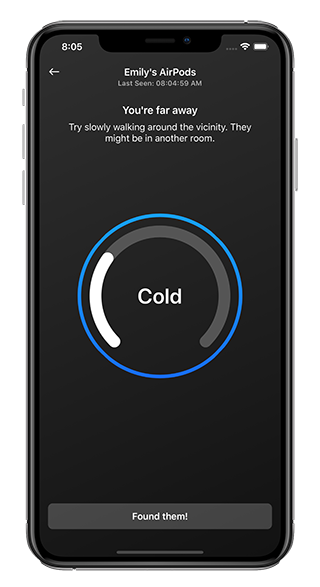 8:05
Emily's AirPods
Last Seen: 08:04:59 AM
You're far away
Try slowly walking around the vicinity. They
might be in another room.
Cold
Found them!